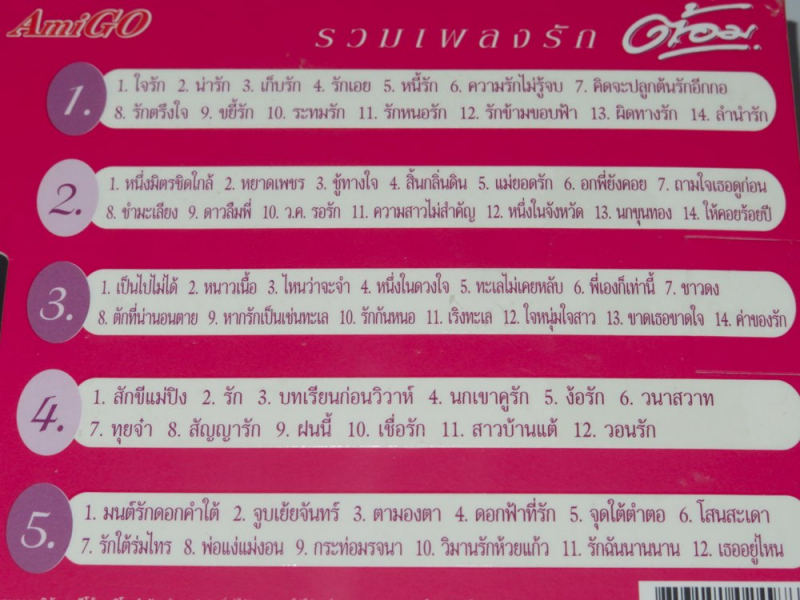 AmiGO
รวมเพลงรัก ต้อม
1.
1. ใจรัก 2. น่ารัก 3. เก็บรัก 4. รักเอย 5. หนี้รัก 6. ความรักไม่รู้จบ 7. คิดจะปลูกต้นรักอีกกอ
8. รักตรึงใจ 9. ขยี้รัก 10. ระทมรัก 11. รักหนอรัก 12. รักข้ามขอบฟ้า 13. ผิดทางรัก 14. ลำนำรัก
2.
1. หนึ่งมิตรชิดใกล้ 2. หยาดเพชร 3. ชู้ทางใจ 4. สิ้นกลิ่นดิน 5. แม่ยอดรัก 6. อกพี่ยังคอย 7. ถามใจเธอดูก่อน
8. ชำมะเลียง 9. ดาวลืมพี่ 10. ว.ค. รอรัก 11. ความสาวไม่สำคัญ 12. หนึ่งในจังหวัด 13. นกขุนทอง 14. ให้คอยร้อยปี
3.
1. เป็นไปไม่ได้ 2. หนาวเนื้อ 3. ไหนว่าจะจำ 4. หนึ่งในดวงใจ 5. ทะเลไม่เคยหลับ 6. พี่เองก็เท่านี้ 7. ชาวดง
8. ตักที่น่านอนตาย 9. หากรักเป็นเช่นทะเล 10. รักกันหนอ 11. เริงทะเล 12. ใจหนุ่มใจสาว 13. ขาดเธอขาดใจ 14. ค่าของรัก
4.
1. สักขีแม่ปิง 2. รัก 3. บทเรียนก่อนวิวาห์ 4. นกเขาคูรัก 5. ง้อรัก 6. วนาสวาท
7. ทุยจ๋า 8. สัญญารัก 9. ฝนนี้ 10. เชื่อรัก 11. สาวบ้านแต้ 12. วอนรัก
5.
1. มนต์รักดอกคำใต้ 2. จูบเย้ยจันทร์ 3. ตามองตา 4. ดอกฟ้าที่รัก 5. จุดใต้ตำตอ 6. โสนสะเดา
7. รักใต้ร่มไทร 8. พ่อแง่แม่งอน 9. กระท่อมรจนา 10. วิมานรักห้วยแก้ว 11. รักฉันนานนาน 12. เธออยู่ไหน